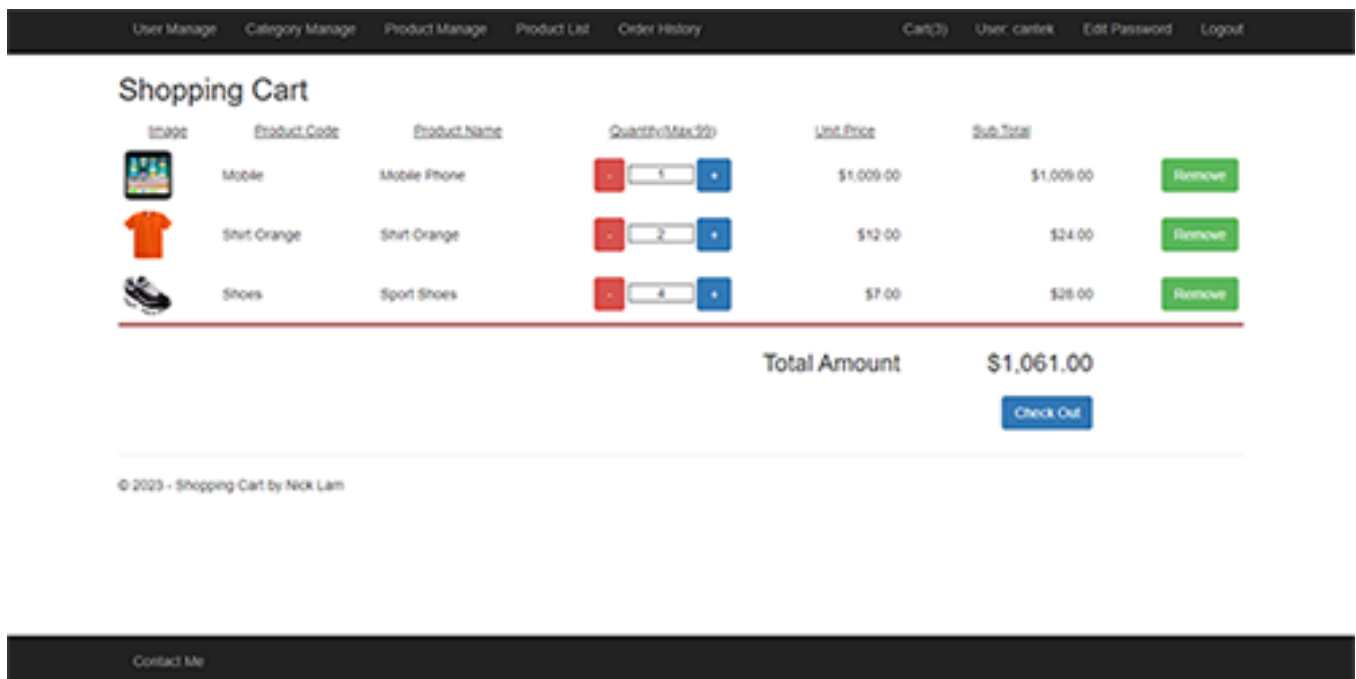 User Manage Category Manage Product Manage Product List Order History Cart(3) User: cantek Edit Password Logout
Shopping Cart
Image Product Code Product Name Quantity(Max:99) Unit Price Sub Total
Mobile Mobile Phone - 1 + $1,009.00 $1,009.00 Remove
Shirt Orange Shirt Orange - 2 + $12.00 $24.00 Remove
Shoes Sport Shoes - 4 + $7.00 $28.00 Remove
Total Amount $1,061.00
Check Out
© 2023 - Shopping Cart by Nick Lam
Contact Me